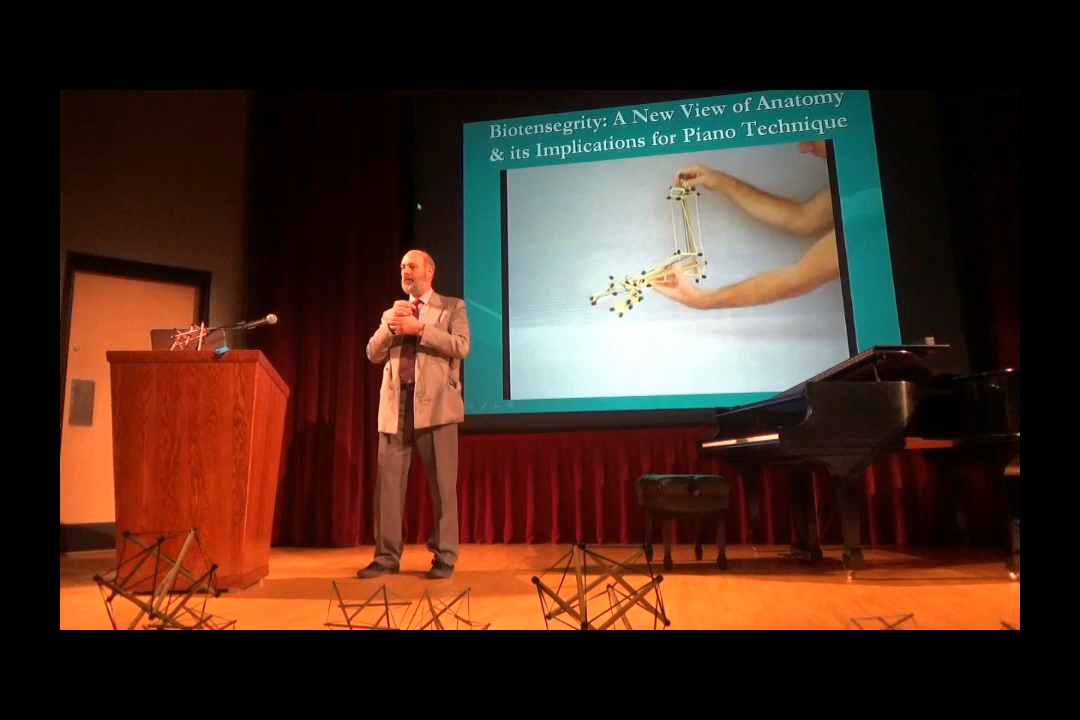 Biotensegrity: A New View of Anatomy
& its Implications for Piano Technique